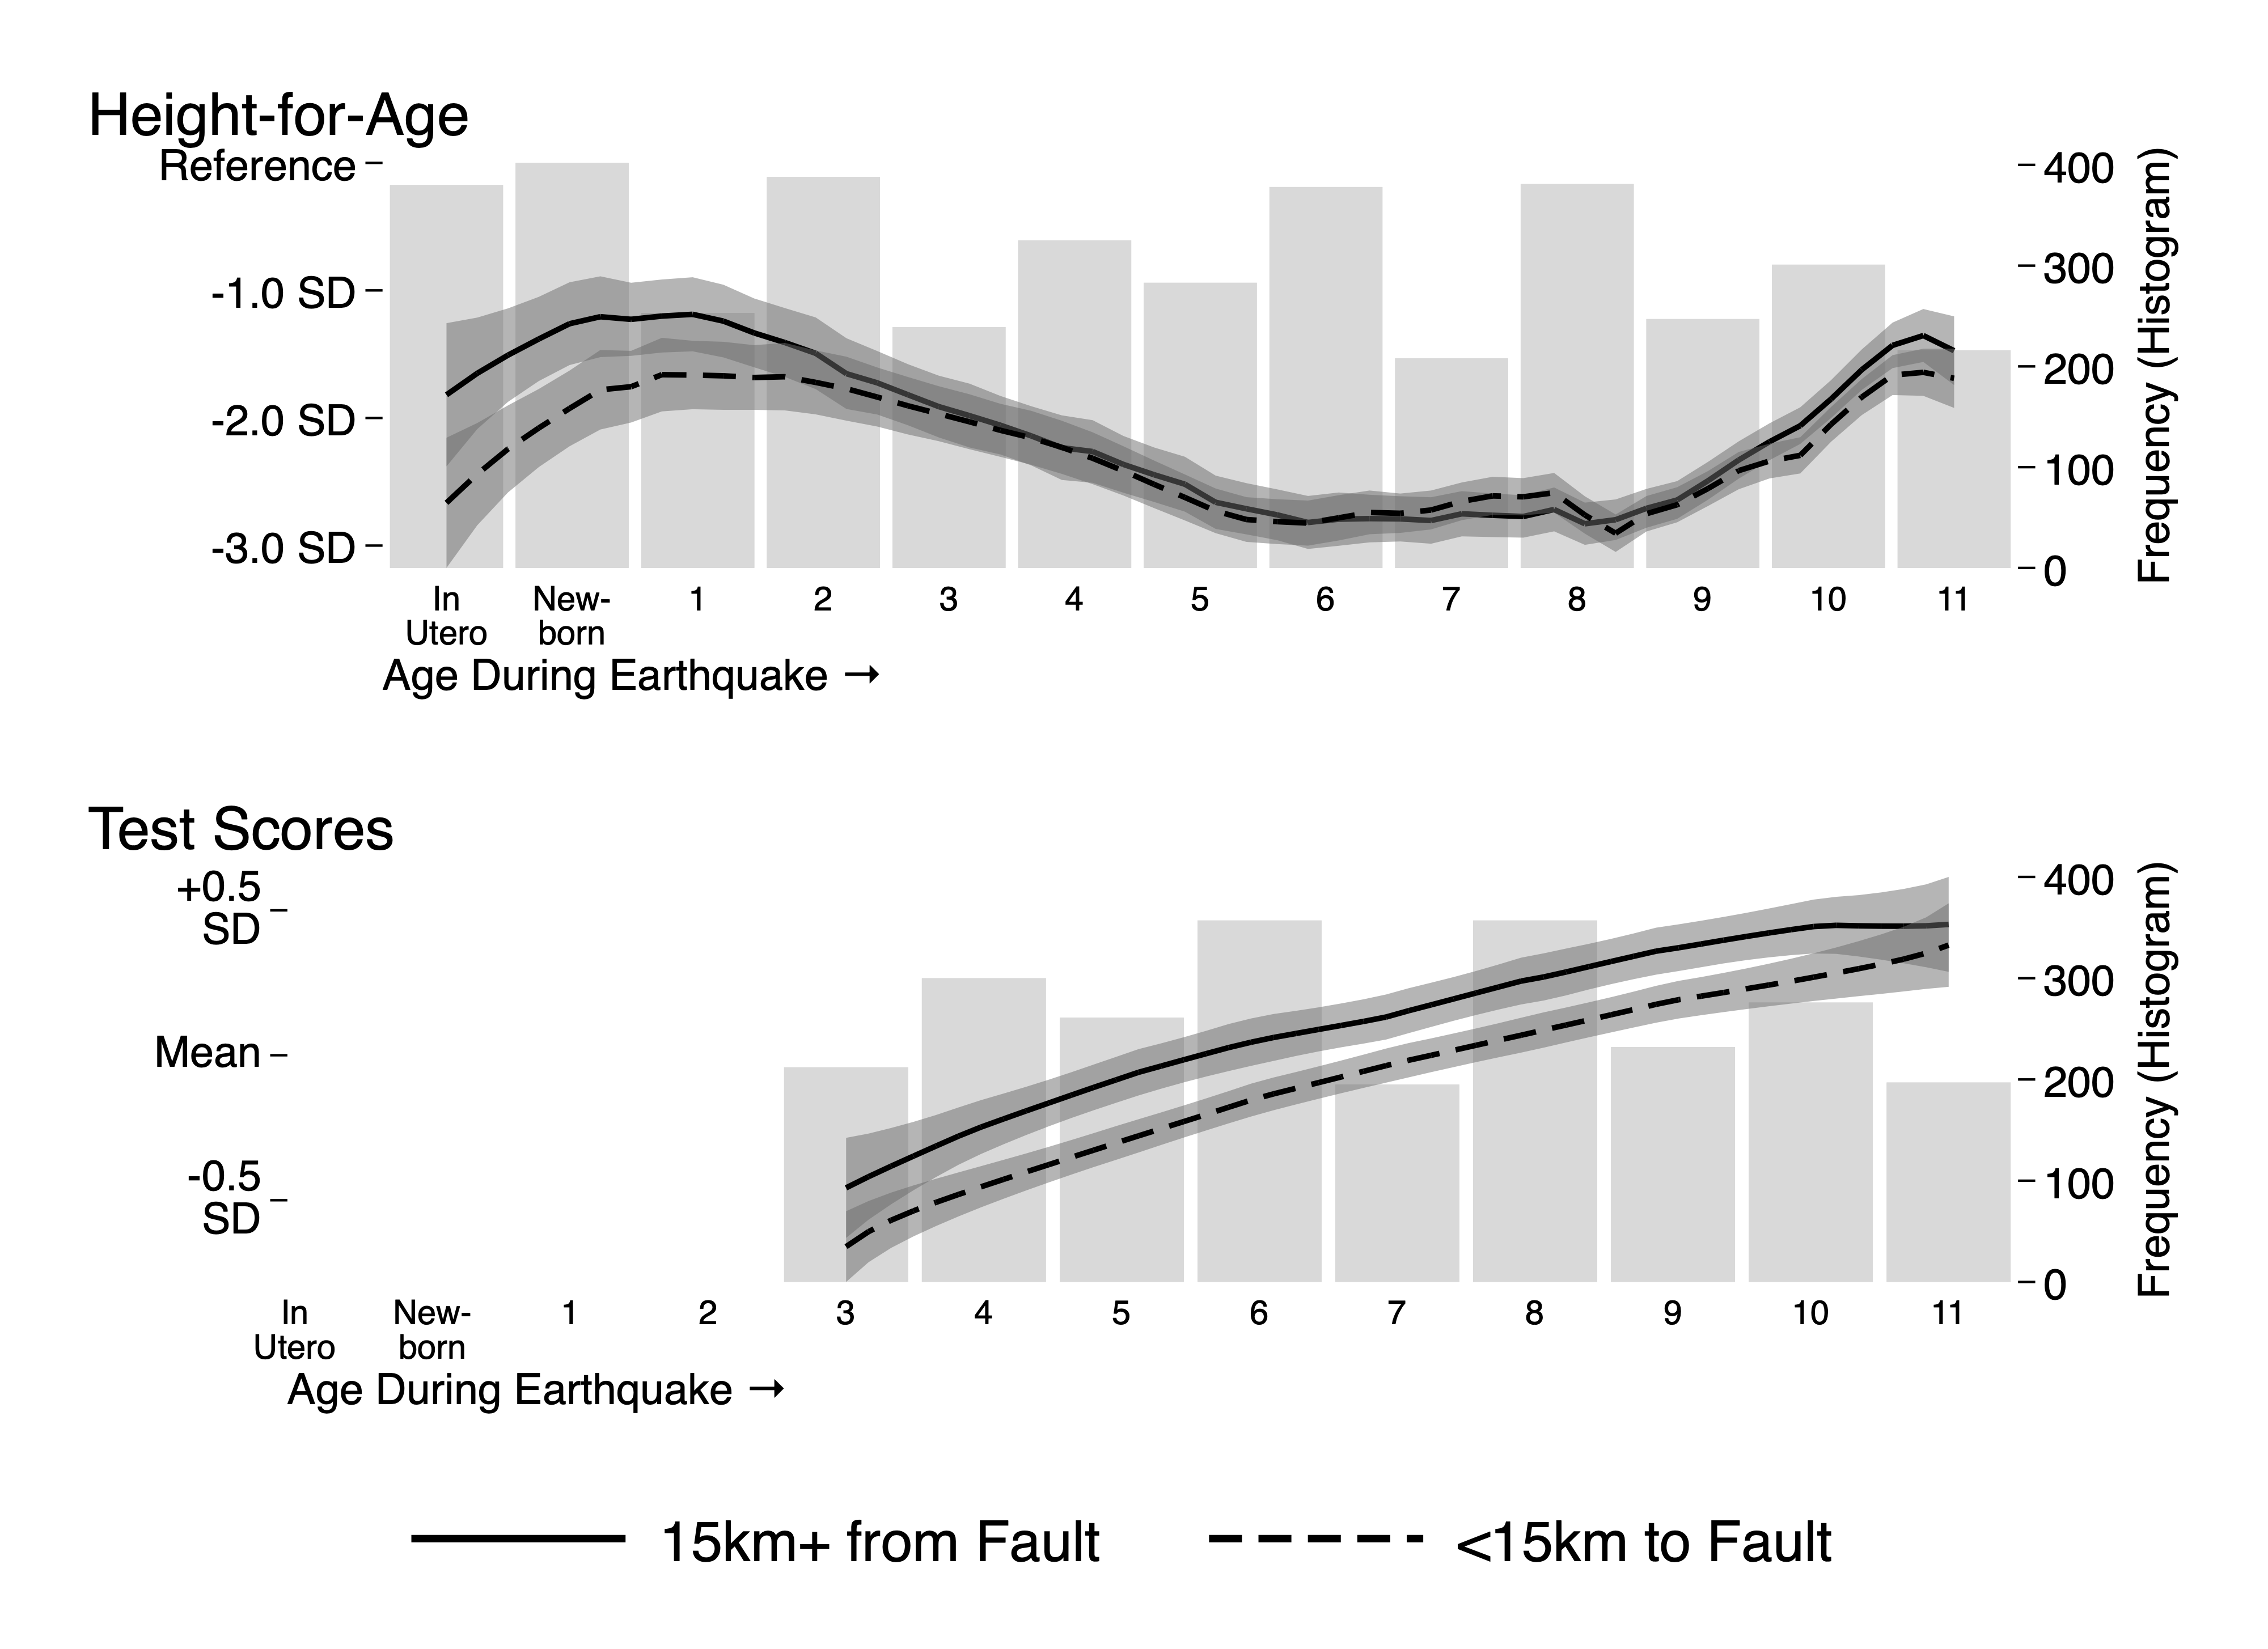 Height-for-Age
Reference
-1.0 SD
-2.0 SD
-3.0 SD
400
300
200
100
0
Frequency (Histogram)
In Utero
New-born
1 2 3 4 5 6 7 8 9 10 11
Age During Earthquake →
Test Scores
+0.5 SD
Mean
-0.5 SD
400
300
200
100
0
Frequency (Histogram)
In Utero
New-born
1 2 3 4 5 6 7 8 9 10 11
Age During Earthquake →
15km+ from Fault
<15km to Fault